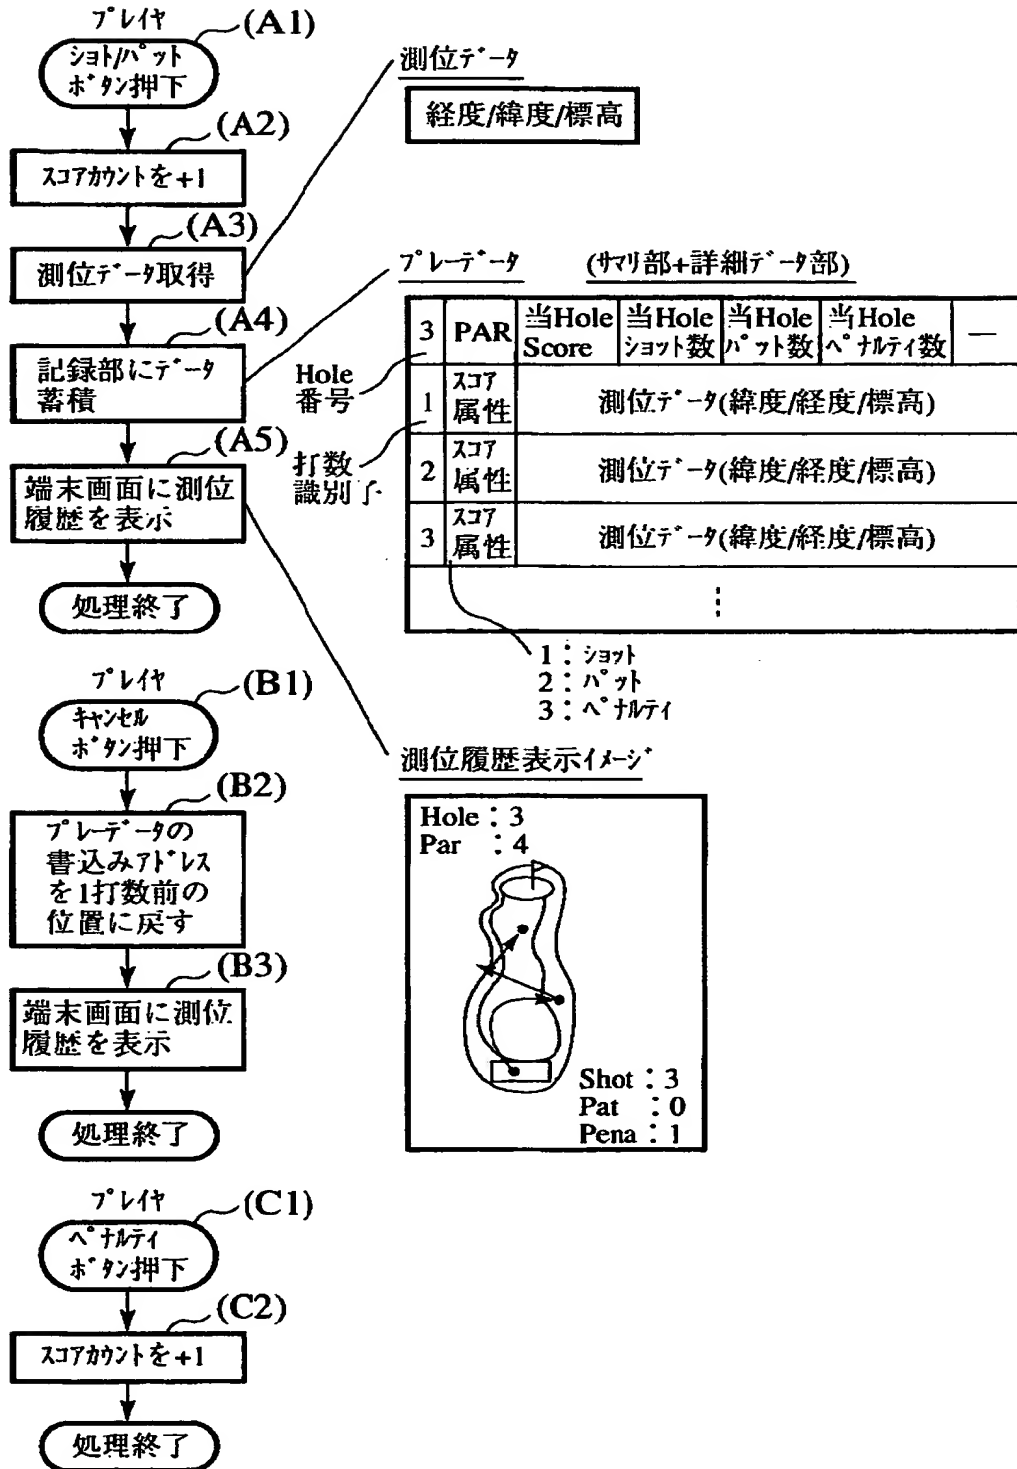 プレイヤ
(A1)
ショト/パット
ボタン押下
(A2)
スコアカウントを+1
(A3)
測位データ取得
(A4)
記録部にデータ
蓄積
(A5)
端末画面に測位
履歴を表示
処理終了
測位データ
経度/緯度/標高
プレーデータ (サマリ部+詳細データ部)
3 PAR 当Hole Score 当Hole ショット数 当Hole パット数 当Hole ペナルティ数 —
Hole
番号
1 スコア属性 測位データ(緯度/経度/標高)
打数
識別子
2 スコア属性 測位データ(緯度/経度/標高)
3 スコア属性 測位データ(緯度/経度/標高)
⋮
1：ショット
2：パット
3：ペナルティ
プレイヤ
(B1)
キャンセル
ボタン押下
(B2)
プレーデータの
書込みアドレス
を1打数前の
位置に戻す
(B3)
端末画面に測位
履歴を表示
処理終了
測位履歴表示イメージ
Hole：3
Par ：4
Shot：3
Pat ：0
Pena：1
プレイヤ
(C1)
ペナルティ
ボタン押下
(C2)
スコアカウントを+1
処理終了